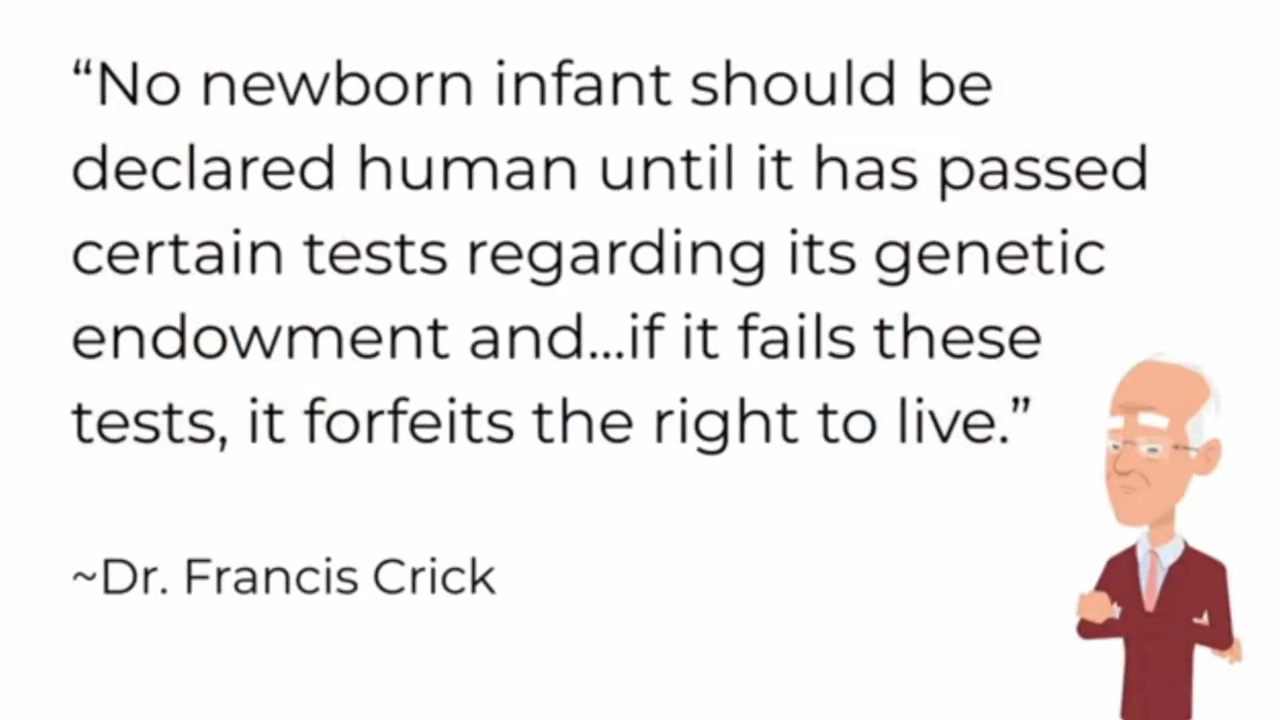 “No newborn infant should be
declared human until it has passed
certain tests regarding its genetic
endowment and...if it fails these
tests, it forfeits the right to live.”
~Dr. Francis Crick